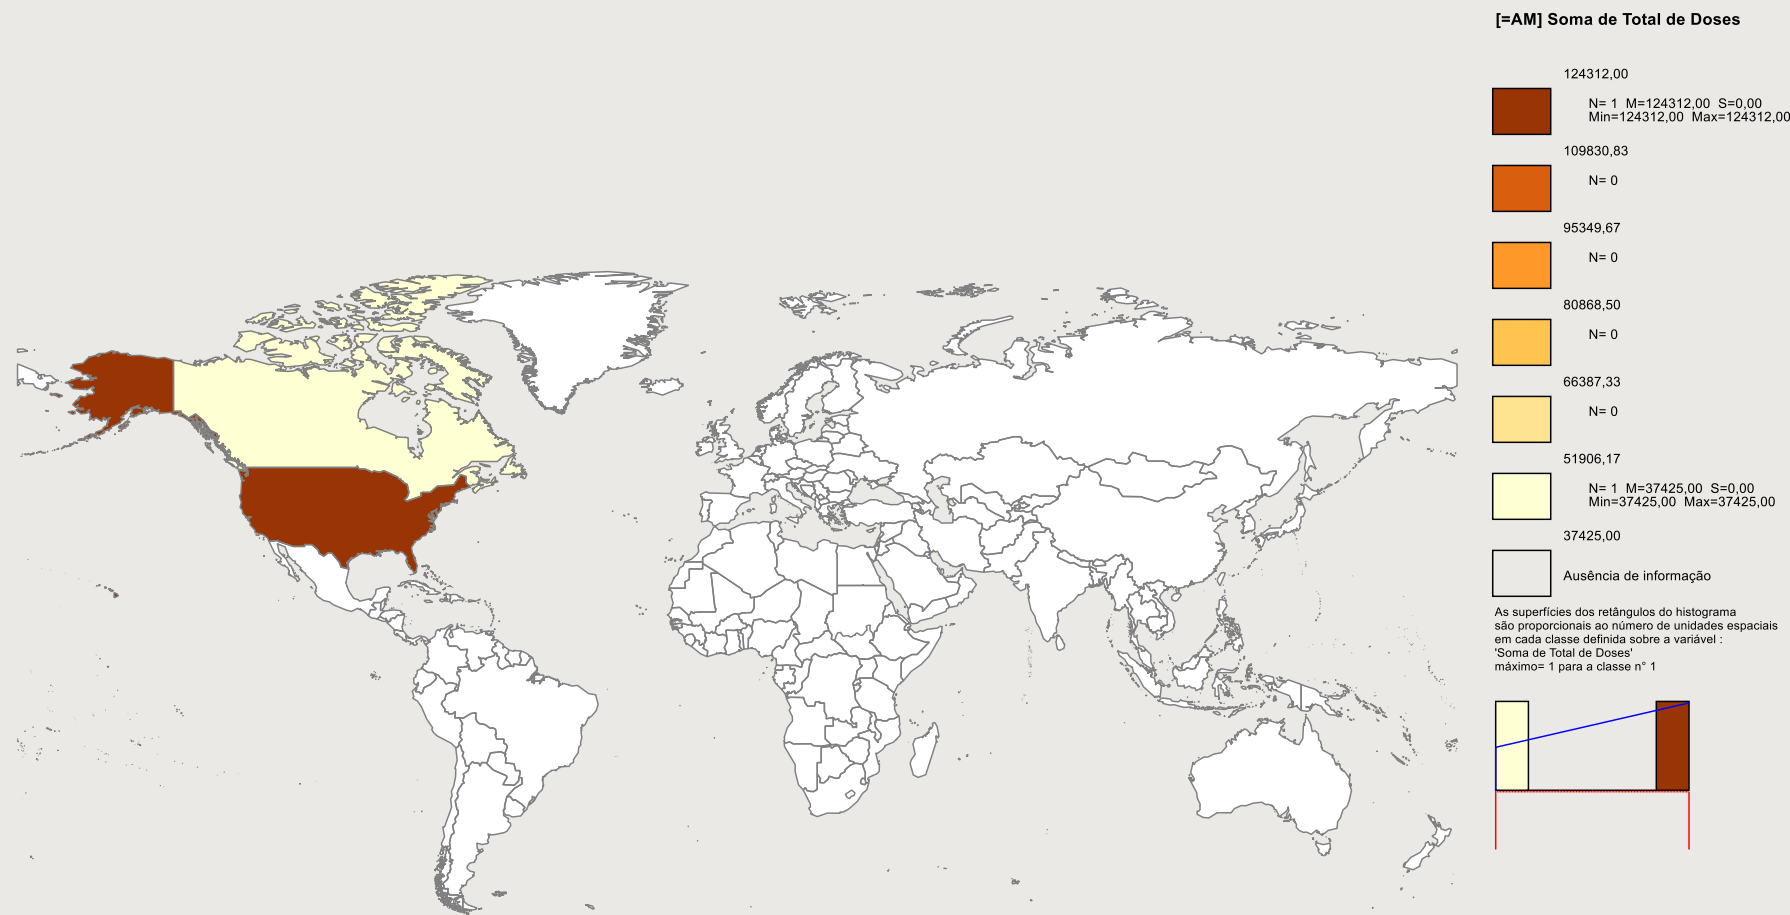 [=AM] Soma de Total de Doses
124312,00
N= 1 M=124312,00 S=0,00
Min=124312,00 Max=124312,00
109830,83
N= 0
95349,67
N= 0
80868,50
N= 0
66387,33
N= 0
51906,17
N= 1 M=37425,00 S=0,00
Min=37425,00 Max=37425,00
37425,00
Ausência de informação
As superfícies dos retângulos do histograma
são proporcionais ao número de unidades espaciais
em cada classe definida sobre a variável :
'Soma de Total de Doses'
máximo= 1 para a classe n° 1